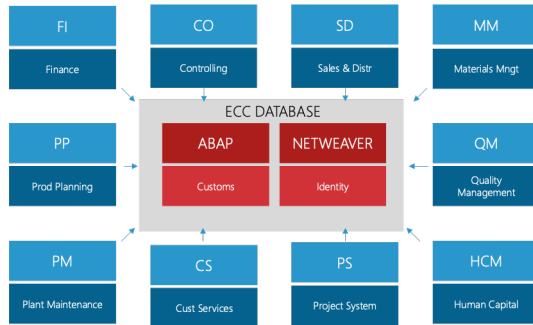 FI
Finance
CO
Controlling
SD
Sales & Distr
MM
Materials Mngt
ECC DATABASE
PP
Prod Planning
ABAP
Customs
NETWEAVER
Identity
QM
Quality
Management
PM
Plant Maintenance
CS
Cust Services
PS
Project System
HCM
Human Capital